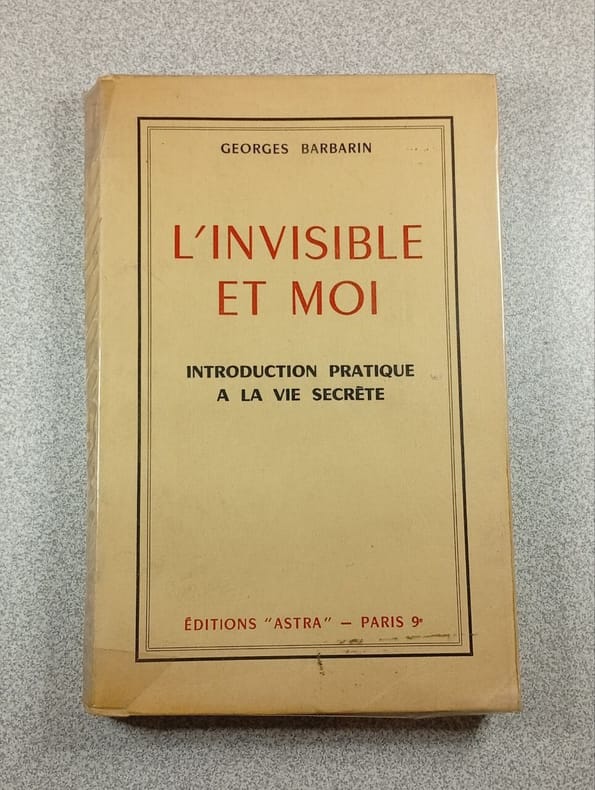 GEORGES BARBARIN
L'INVISIBLE
ET MOI
INTRODUCTION PRATIQUE
A LA VIE SECRÈTE
ÉDITIONS "ASTRA" — PARIS 9e